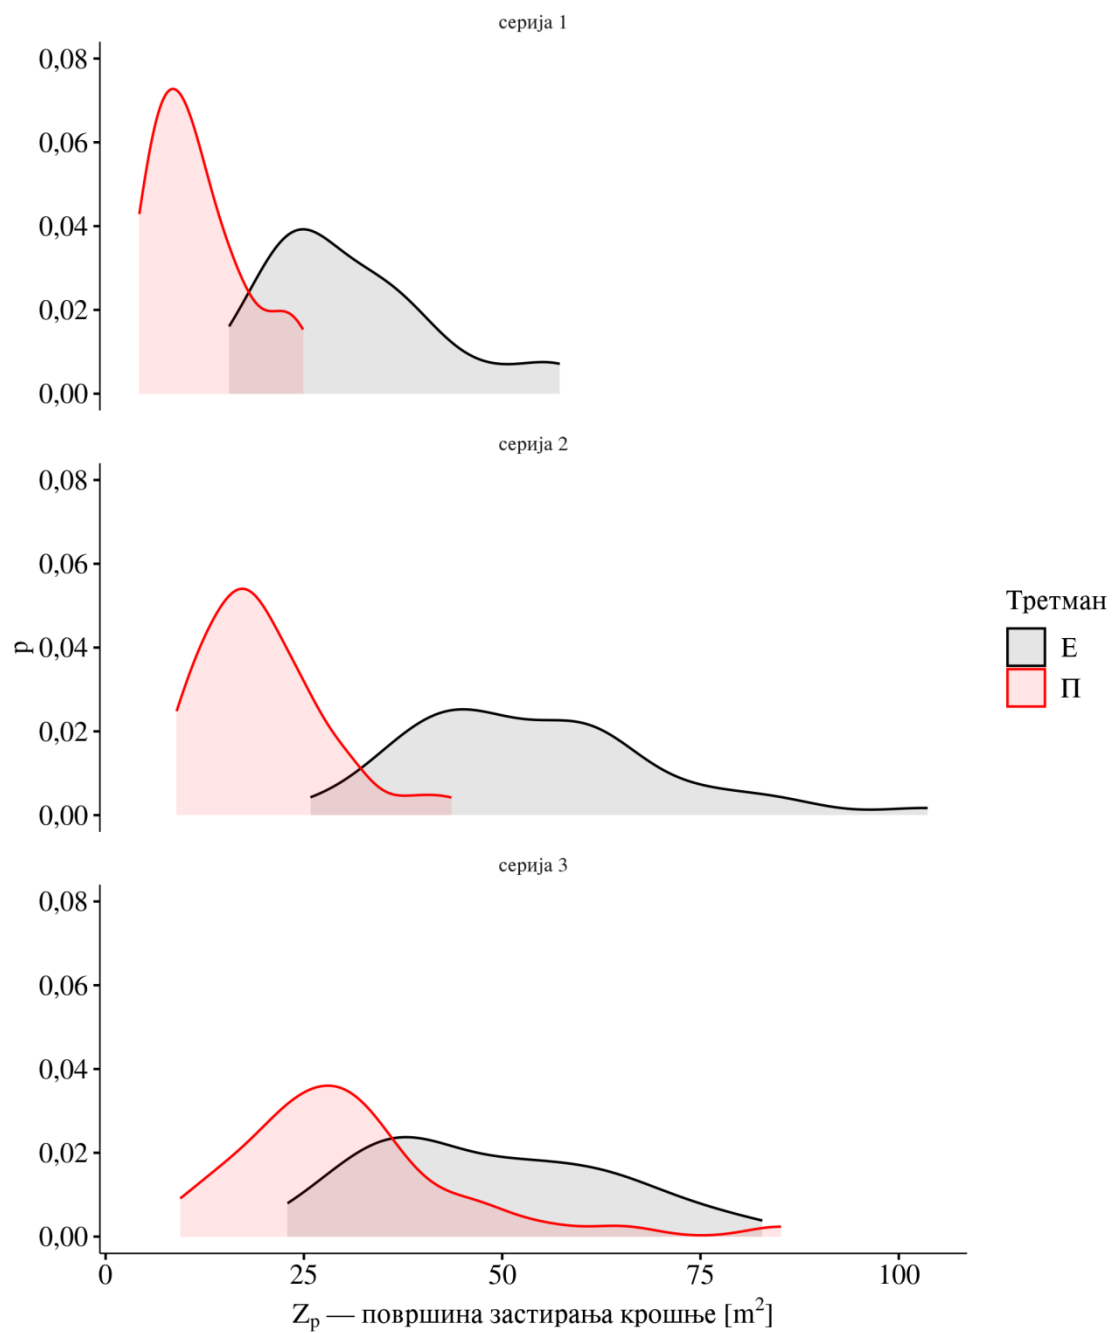 серија 1
0,08
0,06
0,04
0,02
0,00
серија 2
0,08
0,06
0,04
0,02
0,00
p
серија 3
0,08
0,06
0,04
0,02
0,00
0 25 50 75 100
Zp — површина застирања крошње [m²]
Третман
Е
П